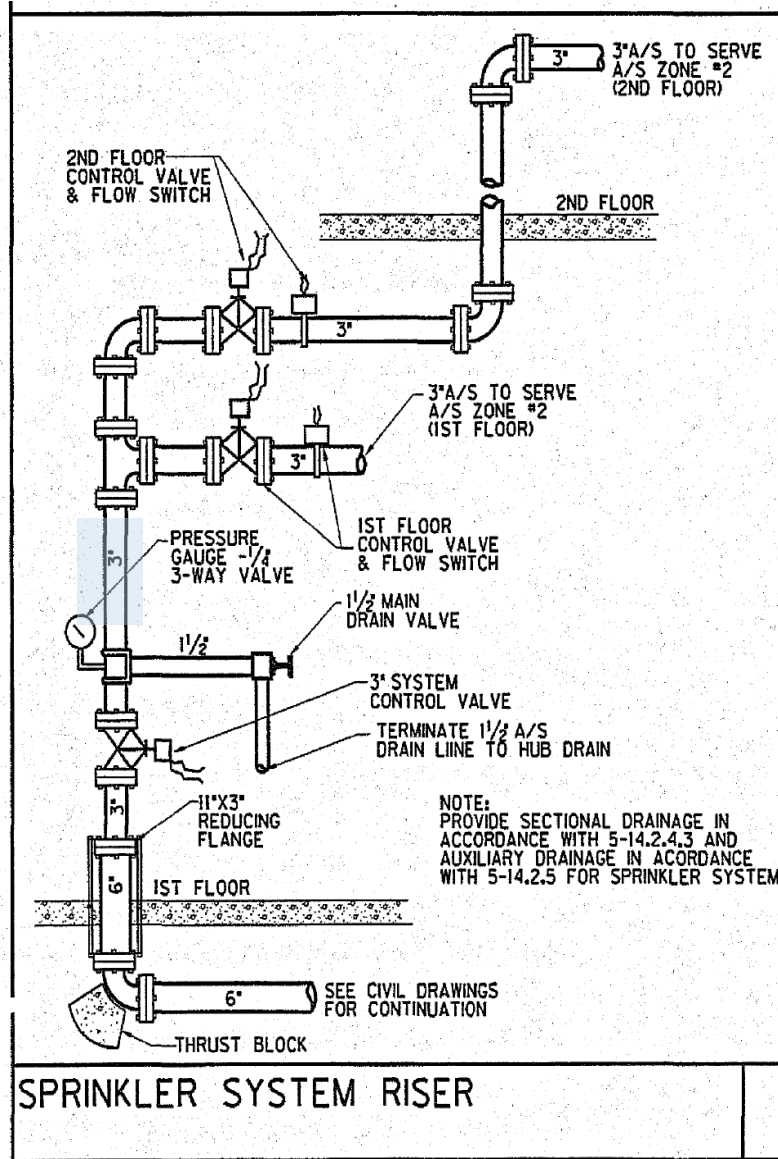 3"A/S TO SERVE
A/S ZONE #2
(2ND FLOOR)
3"
2ND FLOOR
CONTROL VALVE
& FLOW SWITCH
2ND FLOOR
3"
3"A/S TO SERVE
A/S ZONE #2
(1ST FLOOR)
3"
1ST FLOOR
CONTROL VALVE
& FLOW SWITCH
PRESSURE
GAUGE -1/4"
3-WAY VALVE
3"
1 1/2" MAIN
DRAIN VALVE
1 1/2"
3" SYSTEM
CONTROL VALVE
TERMINATE 1 1/2" A/S
DRAIN LIINE TO HUB DRAIN
3"
11"X3"
REDUCING
FLANGE
NOTE:
PROVIDE SECTIONAL DRAINAGE IN
ACCORDANCE WITH 5-14.2.4.3 AND
AUXILIARY DRAINAGE IN ACORDANCE
WITH 5-14.2.5 FOR SPRINKLER SYSTEM
6"
1ST FLOOR
6"
SEE CIVIL DRAWINGS
FOR CONTINUATION
THRUST BLOCK
SPRINKLER SYSTEM RISER